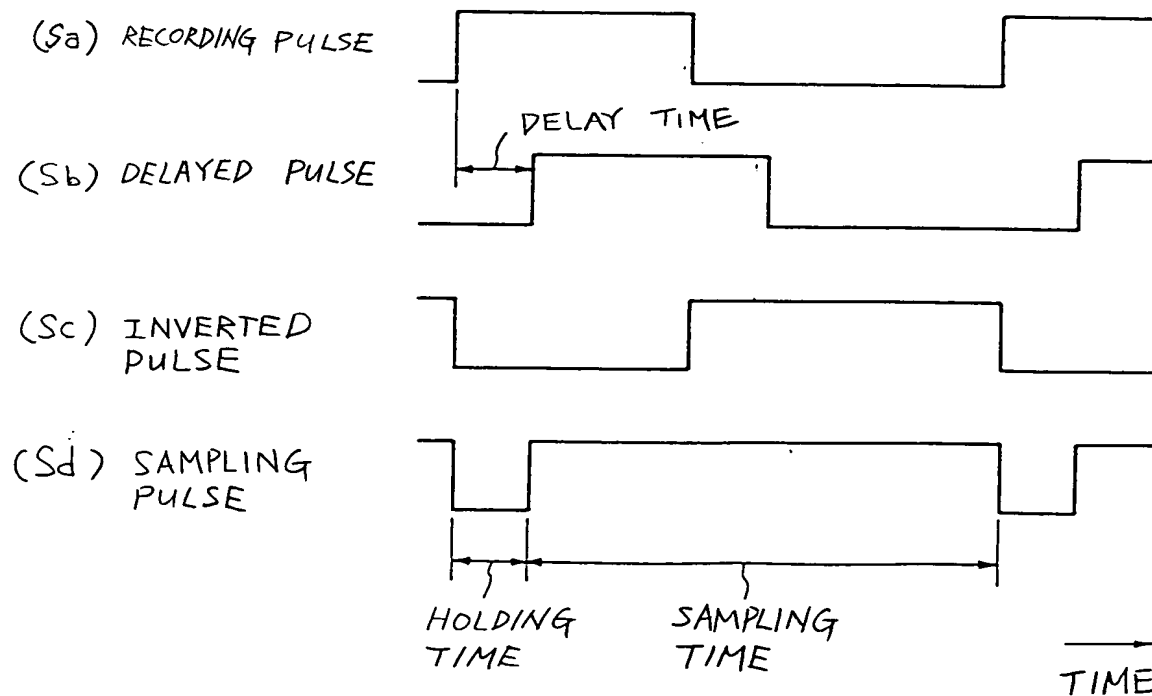 (Sa) RECORDING PULSE
DELAY TIME
(Sb) DELAYED PULSE
(Sc) INVERTED
PULSE
(Sd) SAMPLING
PULSE
HOLDING
TIME
SAMPLING
TIME
TIME